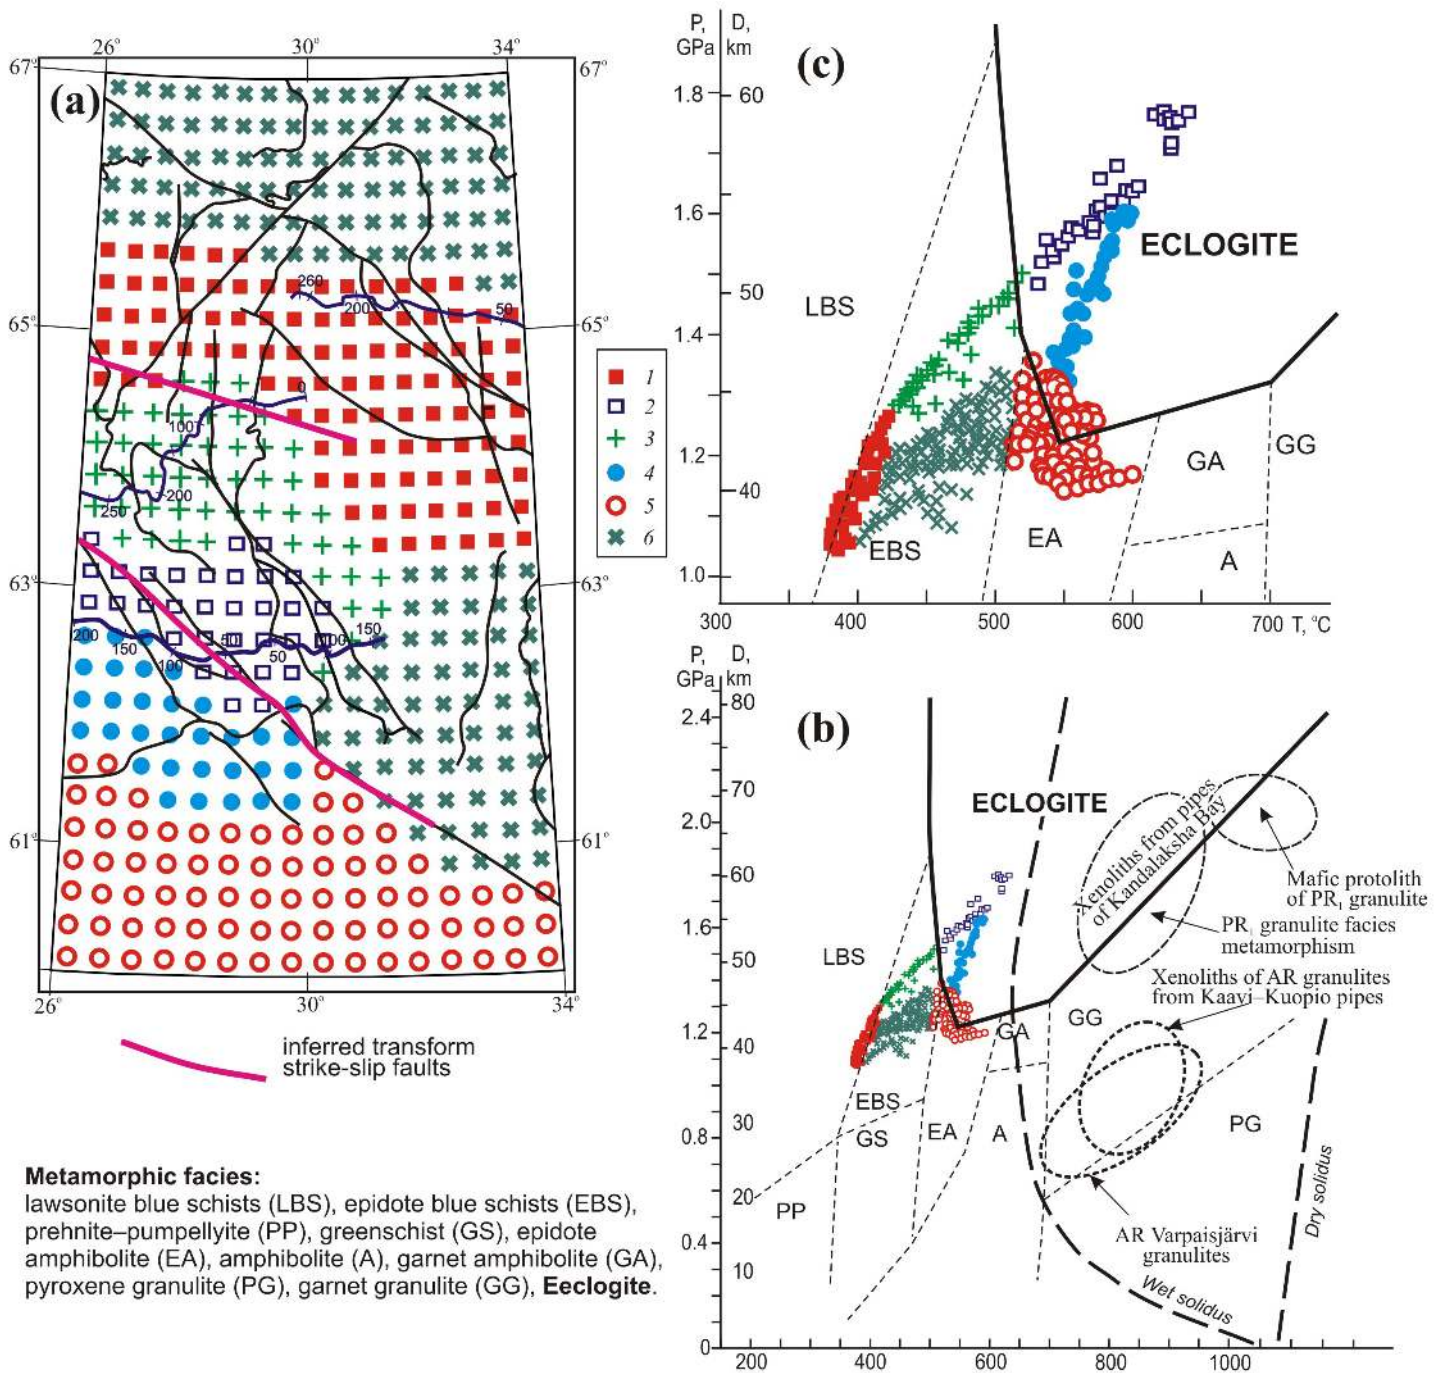 26°
30°
34°
67°
67°
(a)
260
200
50
65°
65°
0
100
200
250
63°
63°
200
150
100
50
50
100
150
61°
61°
26°
30°
34°
1
2
3
4
5
6
inferred transform
strike-slip faults
Metamorphic facies:
lawsonite blue schists (LBS), epidote blue schists (EBS),
prehnite–pumpellyite (PP), greenschist (GS), epidote
amphibolite (EA), amphibolite (A), garnet amphibolite (GA),
pyroxene granulite (PG), garnet granulite (GG), Eeclogite.
P, D,
GPa km
(c)
1.8 60
1.6
50
1.4
1.2
40
1.0
LBS
ECLOGITE
GA
GG
EBS
EA
A
300 400 500 600 700 T, °C
P, D,
GPa km
(b)
80
2.4
70
2.0
60
1.6
50
1.2
40
30
0.8
20
0.4
10
0
ECLOGITE
Xenoliths from pipes
of Kandalaksha Bay
Mafic protolith
of PR1 granulite
PR1 granulite facies
metamorphism
LBS
Xenoliths of AR granulites
from Kaavi–Kuopio pipes
GA
GG
EBS
GS
EA
A
PG
PP
AR Varpaisjärvi
granulites
Dry solidus
Wet solidus
200 400 600 800 1000